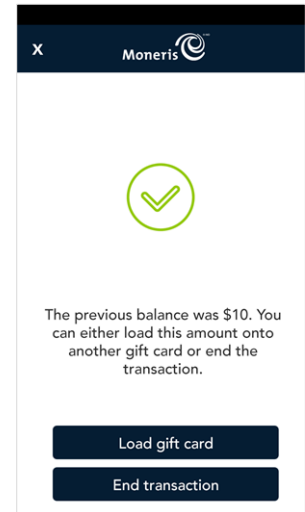 X
Moneris
The previous balance was $10. You
can either load this amount onto
another gift card or end the
transaction.
Load gift card
End transaction